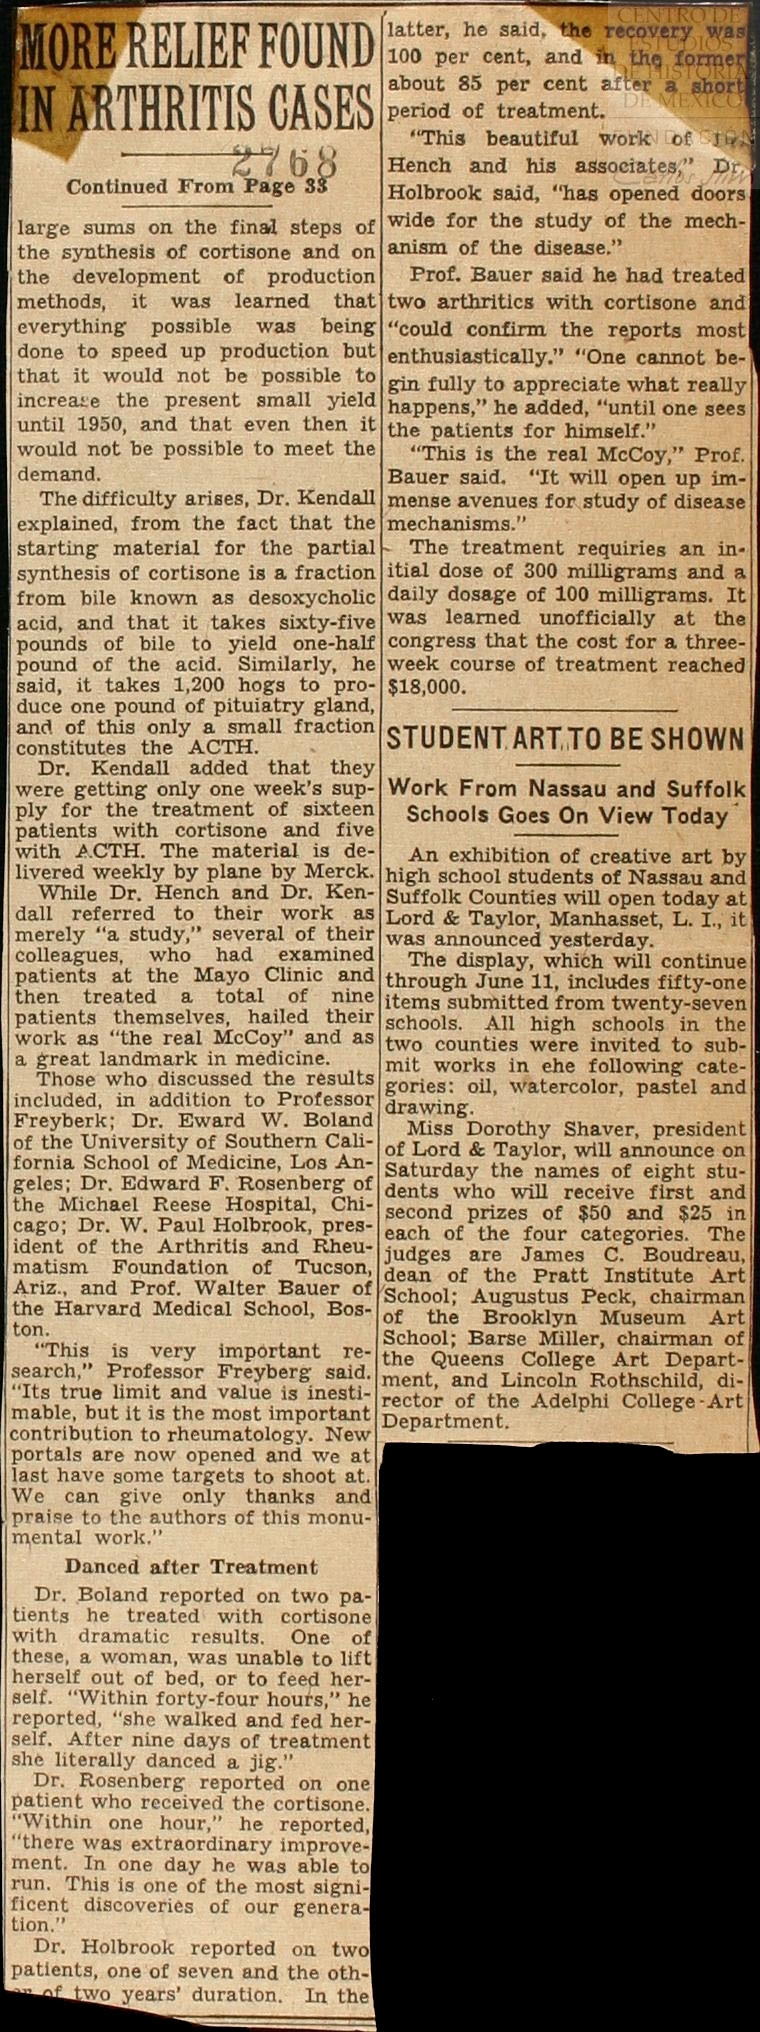 MORE RELIEF FOUND
IN ARTHRITIS CASES
2768
Continued From Page 33
large sums on the final steps of
the synthesis of cortisone and on
the development of production
methods, it was learned that
everything possible was being
done to speed up production but
that it would not be possible to
increase the present small yield
until 1950, and that even then it
would not be possible to meet the
demand.
The difficulty arises, Dr. Kendall
explained, from the fact that the
starting material for the partial
synthesis of cortisone is a fraction
from bile known as desoxycholic
acid, and that it takes sixty-five
pounds of bile to yield one-half
pound of the acid. Similarly, he
said, it takes 1,200 hogs to pro-
duce one pound of pituiatry gland,
and of this only a small fraction
constitutes the ACTH.
Dr. Kendall added that they
were getting only one week's sup-
ply for the treatment of sixteen
patients with cortisone and five
with ACTH. The material is de-
livered weekly by plane by Merck.
While Dr. Hench and Dr. Ken-
dall referred to their work as
merely "a study," several of their
colleagues, who had examined
patients at the Mayo Clinic and
then treated a total of nine
patients themselves, hailed their
work as "the real McCoy" and as
a great landmark in medicine.
Those who discussed the results
included, in addition to Professor
Freyberk; Dr. Eward W. Boland
of the University of Southern Cali-
fornia School of Medicine, Los An-
geles; Dr. Edward F. Rosenberg of
the Michael Reese Hospital, Chi-
cago; Dr. W. Paul Holbrook, pres-
ident of the Arthritis and Rheu-
matism Foundation of Tucson,
Ariz., and Prof. Walter Bauer of
the Harvard Medical School, Bos-
ton.
"This is very important re-
search," Professor Freyberg said.
"Its true limit and value is inesti-
mable, but it is the most important
contribution to rheumatology. New
portals are now opened and we at
last have some targets to shoot at.
We can give only thanks and
praise to the authors of this monu-
mental work."
Danced after Treatment
Dr. Boland reported on two pa-
tients he treated with cortisone
with dramatic results. One of
these, a woman, was unable to lift
herself out of bed, or to feed her-
self. "Within forty-four hours," he
reported, "she walked and fed her-
self. After nine days of treatment
she literally danced a jig."
Dr. Rosenberg reported on one
patient who received the cortisone.
"Within one hour," he reported,
"there was extraordinary improve-
ment. In one day he was able to
run. This is one of the most signi-
ficent discoveries of our genera-
tion."
Dr. Holbrook reported on two
patients, one of seven and the oth-
er of two years' duration. In the
latter, he said, the recovery was
100 per cent, and in the former
about 85 per cent after a short
period of treatment.
"This beautiful work of Dr.
Hench and his associates," Dr.
Holbrook said, "has opened doors
wide for the study of the mech-
anism of the disease."
Prof. Bauer said he had treated
two arthritics with cortisone and
"could confirm the reports most
enthusiastically." "One cannot be-
gin fully to appreciate what really
happens," he added, "until one sees
the patients for himself."
"This is the real McCoy," Prof.
Bauer said. "It will open up im-
mense avenues for study of disease
mechanisms."
The treatment requiries an in-
itial dose of 300 milligrams and a
daily dosage of 100 milligrams. It
was learned unofficially at the
congress that the cost for a three-
week course of treatment reached
$18,000.
STUDENT ART TO BE SHOWN
Work From Nassau and Suffolk
Schools Goes On View Today
An exhibition of creative art by
high school students of Nassau and
Suffolk Counties will open today at
Lord & Taylor, Manhasset, L. I., it
was announced yesterday.
The display, which will continue
through June 11, includes fifty-one
items submitted from twenty-seven
schools. All high schools in the
two counties were invited to sub-
mit works in ehe following cate-
gories: oil, watercolor, pastel and
drawing.
Miss Dorothy Shaver, president
of Lord & Taylor, will announce on
Saturday the names of eight stu-
dents who will receive first and
second prizes of $50 and $25 in
each of the four categories. The
judges are James C. Boudreau,
dean of the Pratt Institute Art
School; Augustus Peck, chairman
of the Brooklyn Museum Art
School; Barse Miller, chairman of
the Queens College Art Depart-
ment, and Lincoln Rothschild, di-
rector of the Adelphi College Art
Department.
CENTRO DE
ESTUDIOS
DE HISTORIA
DE MEXICO
FUNDACION
Carlos Slim